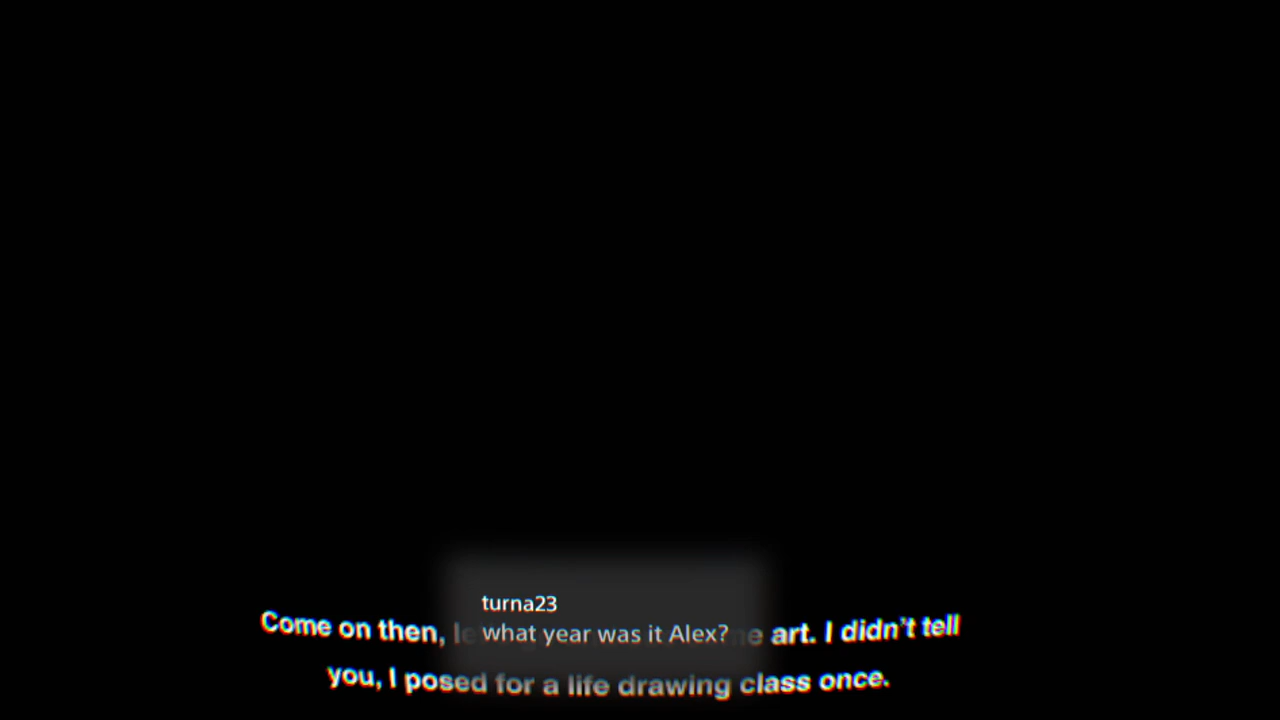 turna23
what year was it Alex?
Come on then, art. I didn't tell
you, I posed for a life drawing class once.